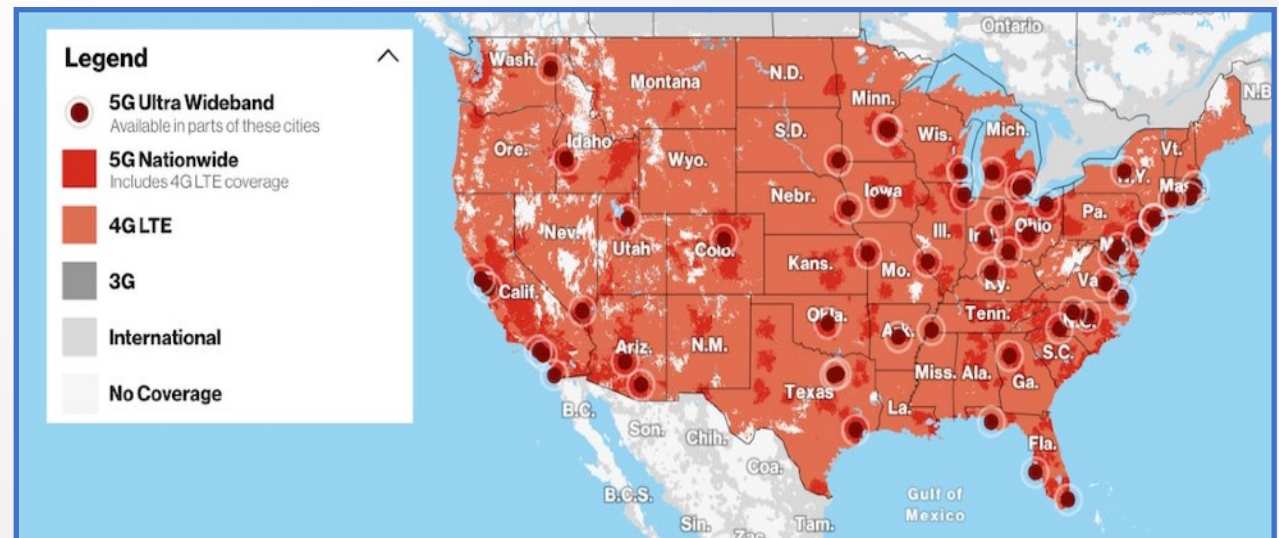 Legend
5G Ultra Wideband
Available in parts of these cities
5G Nationwide
Includes 4G LTE coverage
4G LTE
3G
International
No Coverage
Ontario
Wash.
Montana
N.D.
Minn.
N.B
Ore.
Idaho
S.D.
Wis.
Mich.
Vt.
Wyo.
N.Y.
Mas
Nebr.
Iowa
Pa.
Nev.
Utah
Colo.
Ill.
Ohio
Calif.
Kans.
Mo.
Ky.
Va
Ariz.
N.M.
Okla.
Ark.
Tenn.
N.C.
S.C.
Texas
Miss.
Ala.
Ga.
La.
B.C.
Son.
Chih.
Fla.
Coa.
B.C.S.
Gulf of
Mexico
Sin.
Zac.
Tam.